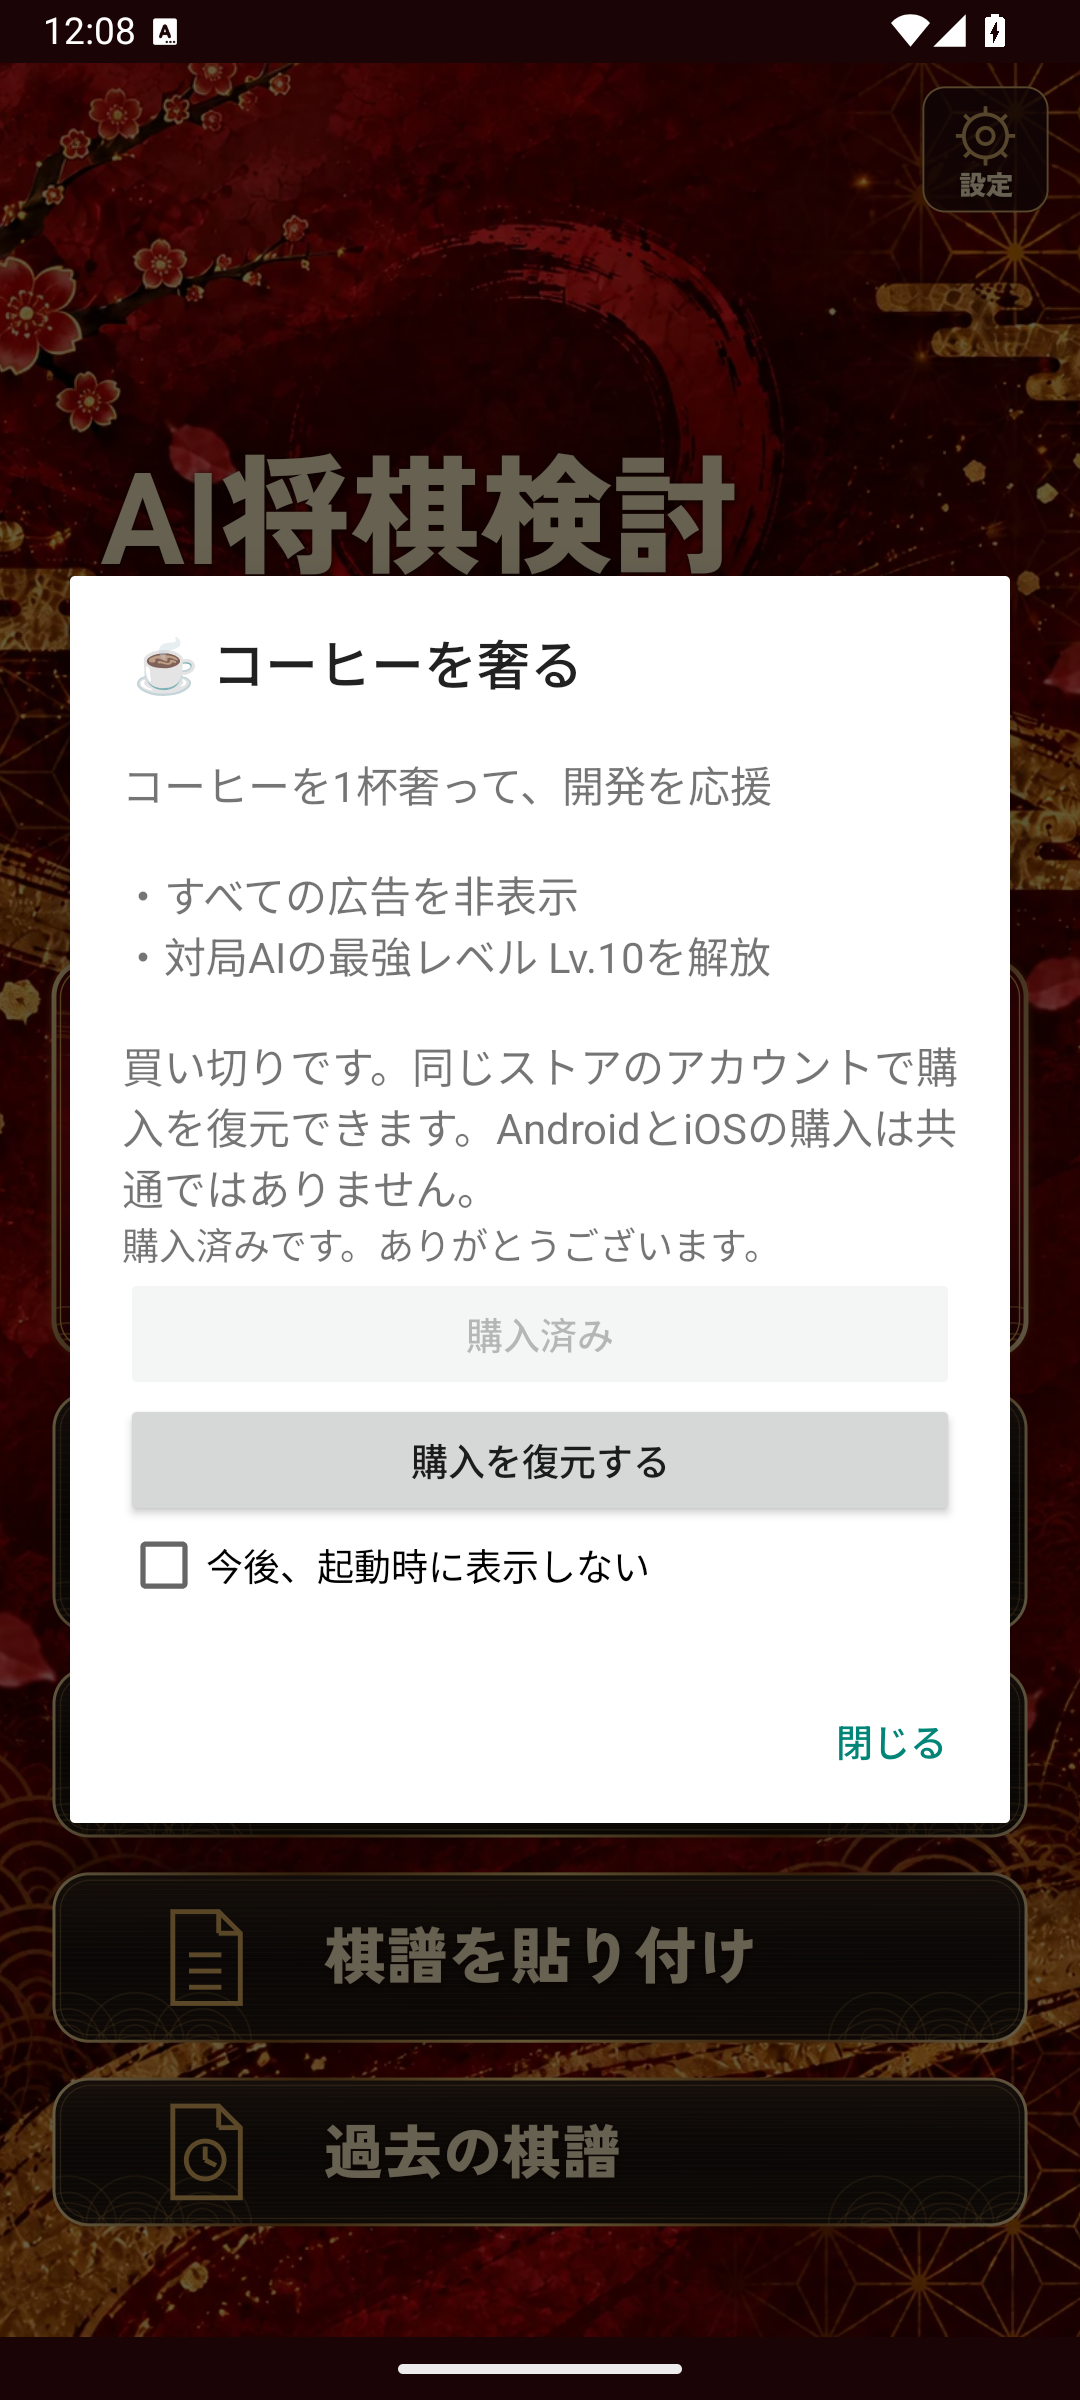 12:08
設定
AI将棋検討
☕ コーヒーを奢る
コーヒーを1杯奢って、開発を応援
・すべての広告を非表示
・対局AIの最強レベル Lv.10を解放
買い切りです。同じストアのアカウントで購
入を復元できます。AndroidとiOSの購入は共
通ではありません。
購入済みです。ありがとうございます。
購入済み
購入を復元する
今後、起動時に表示しない
閉じる
棋譜を貼り付け
過去の棋譜